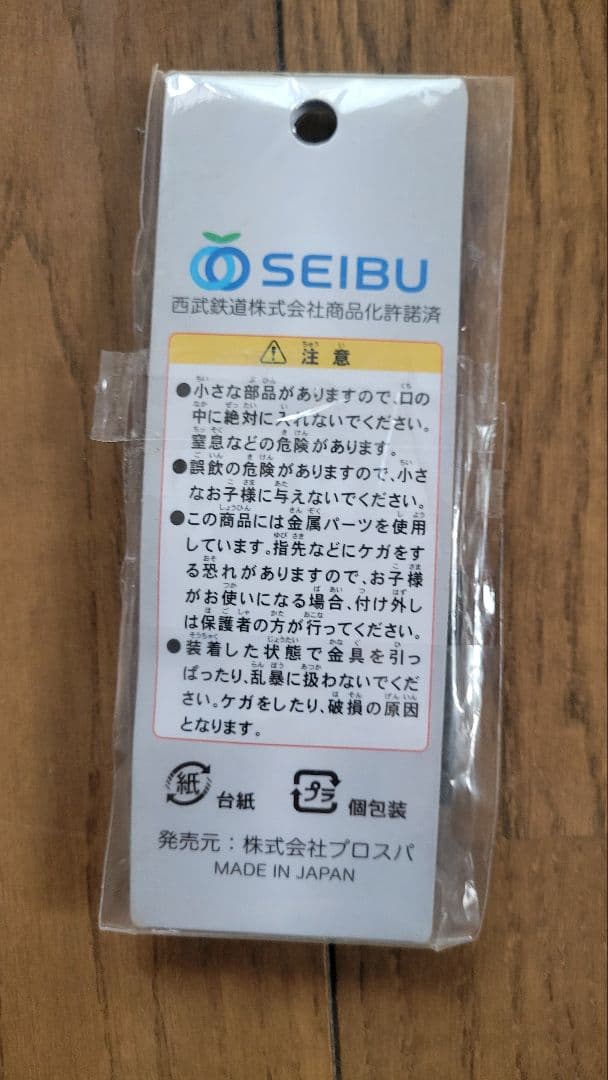 SEIBU
西武鉄道株式会社商品化許諾済
注意
●小さな部品がありますので、口の
中に絶対に入れないでください。
窒息などの危険があります。
●誤飲の危険がありますので、小さ
なお子様に与えないでください。
●この商品には金属パーツを使用
しています。指先などにケガをす
る恐れがありますので、お子様
がお使いになる場合、付け外し
は保護者の方が行ってください。
●装着した状態で金具を引っ
ぱったり、乱暴に扱わないでくだ
さい。ケガをしたり、破損の原因
となります。
紙 台紙 プラ 個包装
発売元：株式会社プロスパ
MADE IN JAPAN